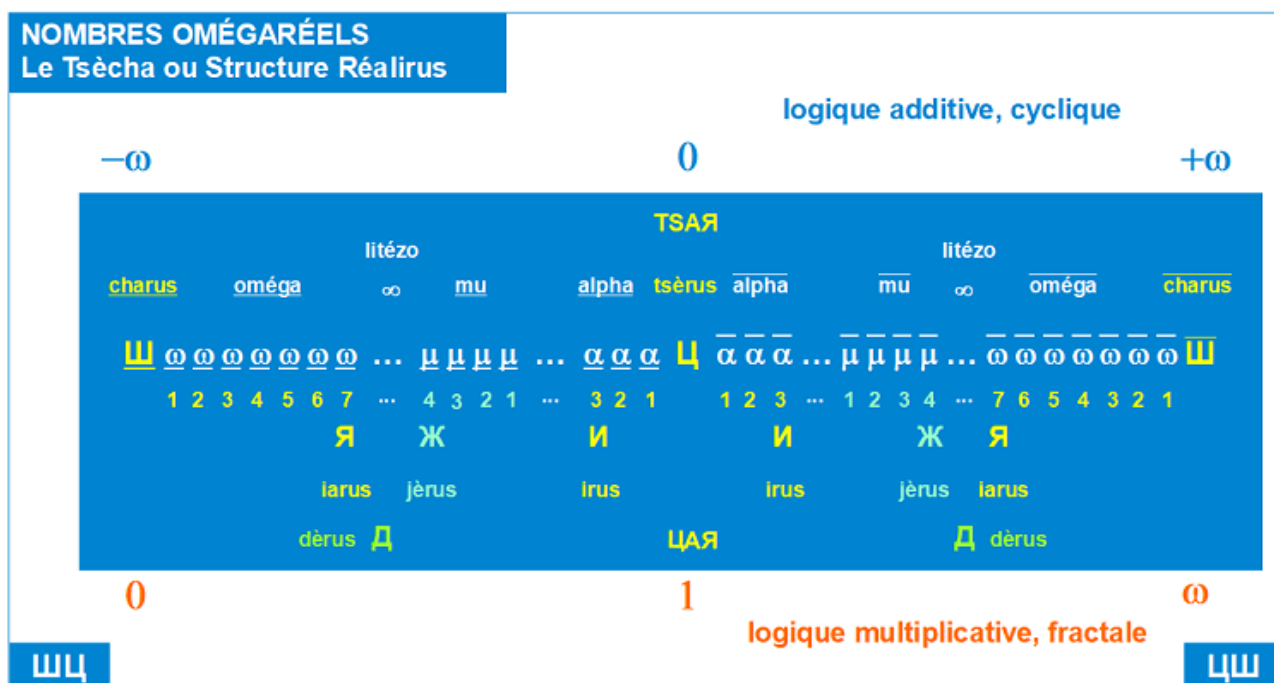 NOMBRES OMÉGARÉELS
Le Tsècha ou Structure Réalirus
logique additive, cyclique
−ω 0 +ω
TSAЯ
litézo litézo
charus oméga ∞ mu alpha tsèrus alpha mu ∞ oméga charus
Ш ω ω ω ω ω ω ω ... μ μ μ μ ... α α α Ц α α α ... μ μ μ μ ... ω ω ω ω ω ω ω Ш
1 2 3 4 5 6 7 ... 4 3 2 1 ... 3 2 1 1 2 3 ... 1 2 3 4 ... 7 6 5 4 3 2 1
Я Ж И И Ж Я
iarus jèrus irus irus jèrus iarus
dèrus Д ЦАЯ Д dèrus
0 1 ω
logique multiplicative, fractale
ШЦ ЦШ